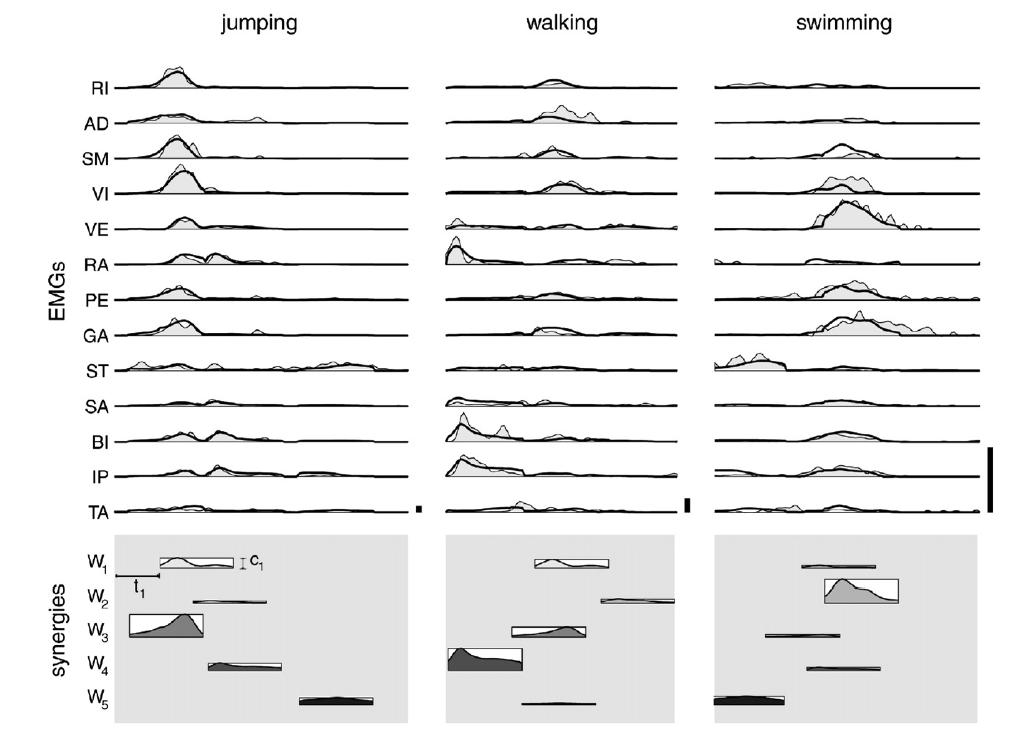 jumping walking swimming
EMGs
RI
AD
SM
VI
VE
RA
PE
GA
ST
SA
BI
IP
TA
synergies
W1 c1
t1
W2
W3
W4
W5